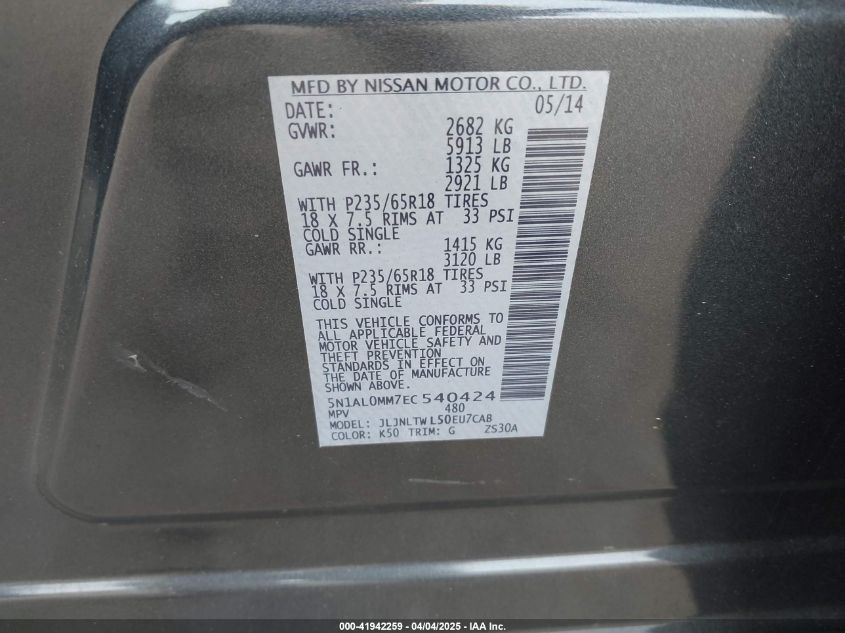 MFD BY NISSAN MOTOR CO., LTD.
DATE: 05/14
GVWR: 2682 KG
5913 LB
GAWR FR.: 1325 KG
2921 LB
WITH P235/65R18 TIRES
18 X 7.5 RIMS AT 33 PSI
COLD SINGLE
GAWR RR.: 1415 KG
3120 LB
WITH P235/65R18 TIRES
18 X 7.5 RIMS AT 33 PSI
COLD SINGLE
THIS VEHICLE CONFORMS TO
ALL APPLICABLE FEDERAL
MOTOR VEHICLE SAFETY AND
THEFT PREVENTION
STANDARDS IN EFFECT ON
THE DATE OF MANUFACTURE
SHOWN ABOVE.
5N1AL0MM7EC540424
MPV 480
MODEL: JLJNLTWL50EU7CAB
COLOR: K50 TRIM: G ZS30A
000-41942259 - 04/04/2025 - IAA Inc.